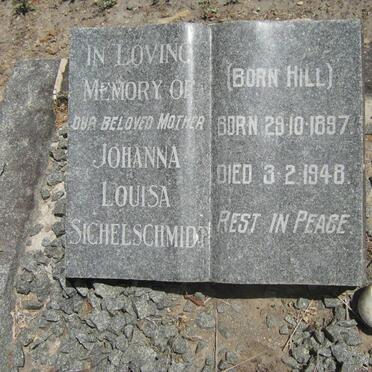 IN LOVING
MEMORY OF
OUR BELOVED MOTHER
JOHANNA
LOUISA
SICHELSCHMIDT
(BORN HILL)
BORN 29·10·1897.
DIED 3·2·1948.
REST IN PEACE.